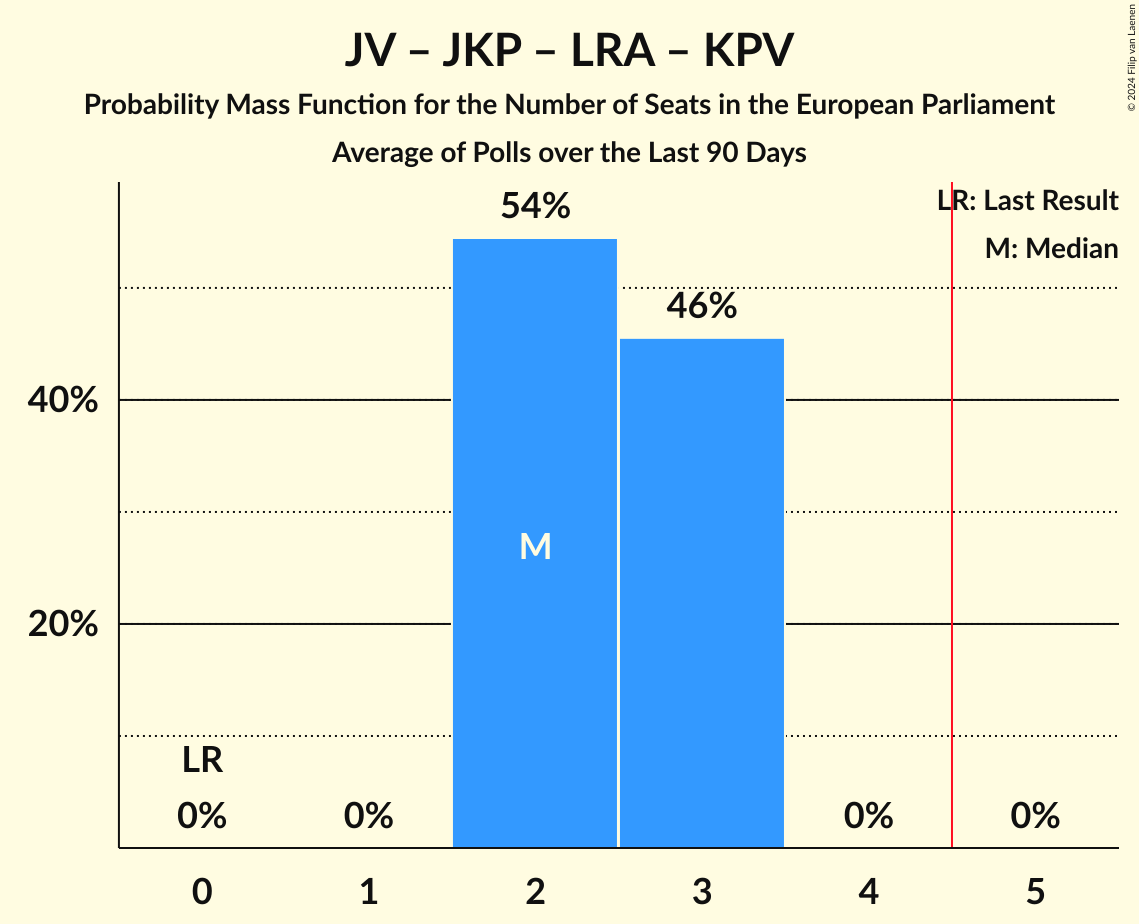 JV – JKP – LRA – KPV
Probability Mass Function for the Number of Seats in the European Parliament
Average of Polls over the Last 90 Days
© 2024 Filip van Laenen
LR: Last Result
M: Median
54%
46%
40%
20%
M
LR
0%
0%
0%
0%
0
1
2
3
4
5